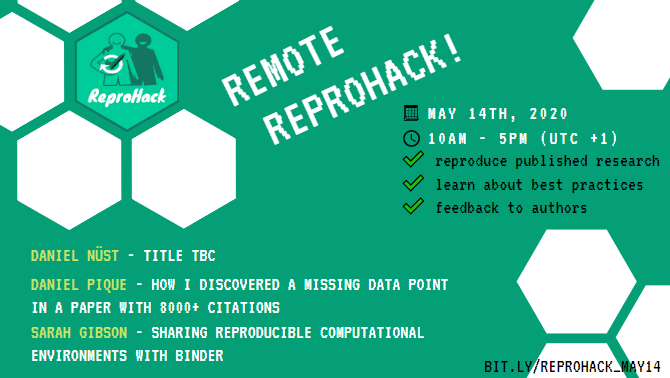 ReproHack
REMOTE
REPROHACK!
MAY 14TH, 2020
10AM - 5PM (UTC +1)
reproduce published research
learn about best practices
feedback to authors
DANIEL NÜST - TITLE TBC
DANIEL PIQUE - HOW I DISCOVERED A MISSING DATA POINT
IN A PAPER WITH 8000+ CITATIONS
SARAH GIBSON - SHARING REPRODUCIBLE COMPUTATIONAL
ENVIRONMENTS WITH BINDER
BIT.LY/REPROHACK_MAY14